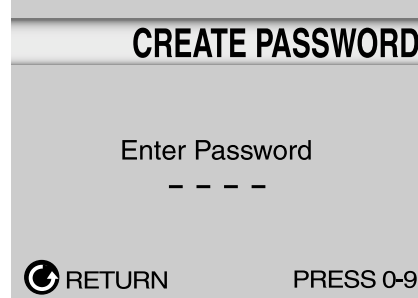 CREATE PASSWORD
Enter Password
_ _ _ _
RETURN PRESS 0-9